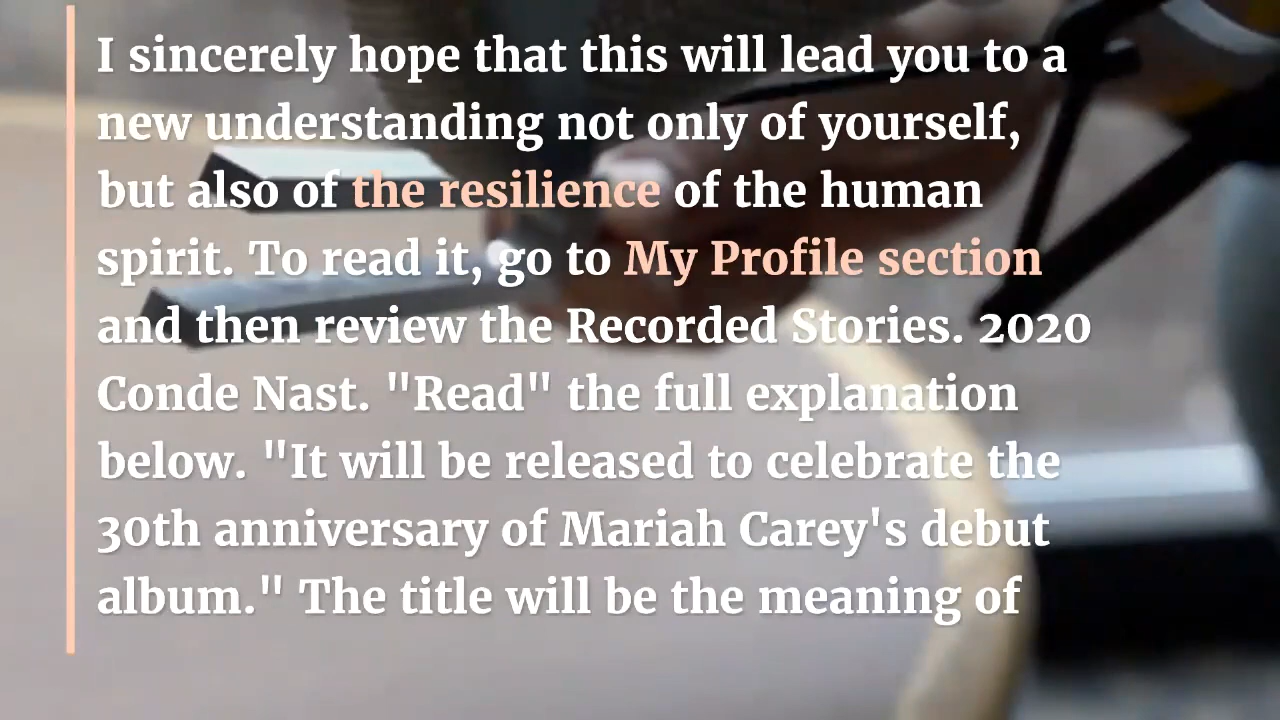 I sincerely hope that this will lead you to a
new understanding not only of yourself,
but also of the resilience of the human
spirit. To read it, go to My Profile section
and then review the Recorded Stories. 2020
Conde Nast. "Read" the full explanation
below. "It will be released to celebrate the
30th anniversary of Mariah Carey's debut
album." The title will be the meaning of